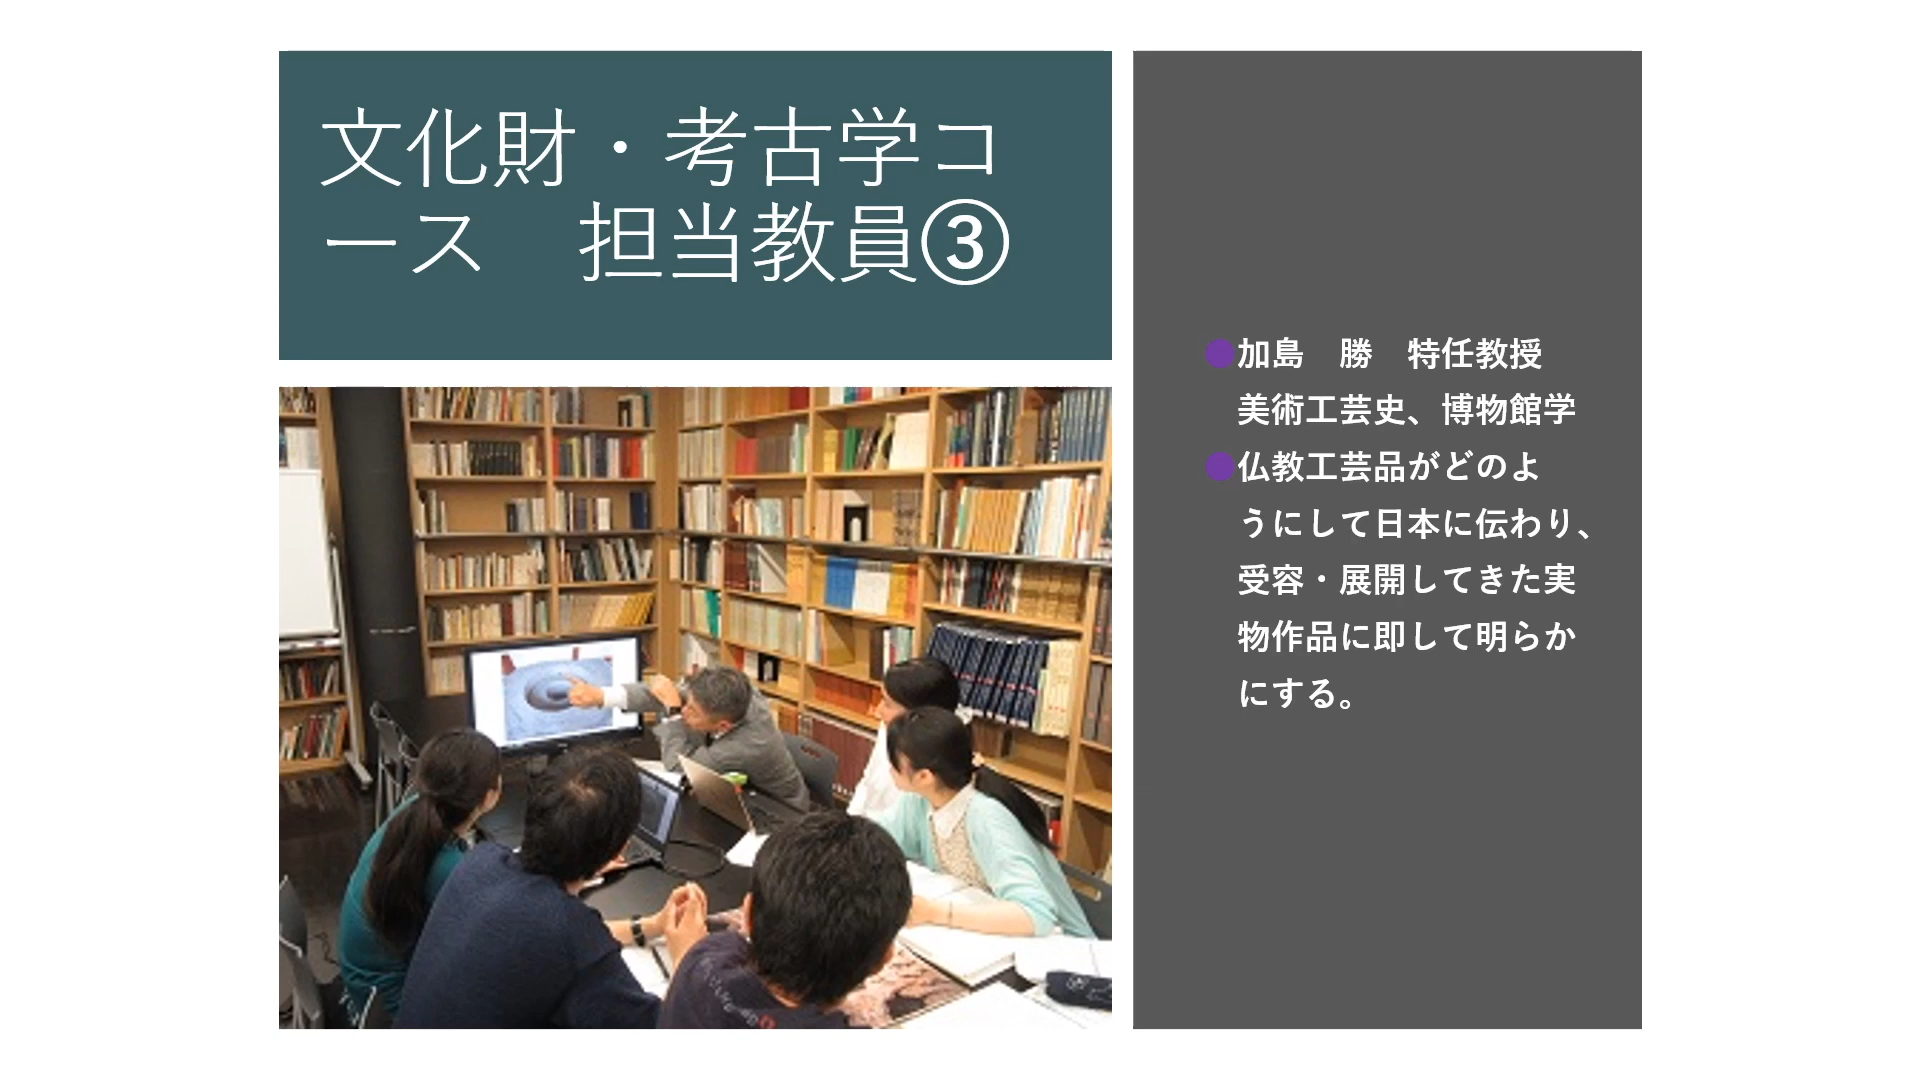 文化財・考古学コ
ース　担当教員③
●加島　勝　特任教授
美術工芸史、博物館学
●仏教工芸品がどのよ
うにして日本に伝わり、
受容・展開してきた実
物作品に即して明らか
にする。